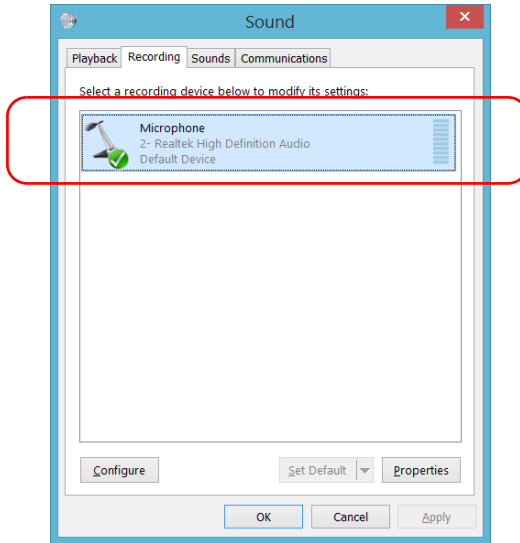 Sound
Playback Recording Sounds Communications
Select a recording device below to modify its settings:
Microphone
2- Realtek High Definition Audio
Default Device
Configure Set Default Properties
OK Cancel Apply